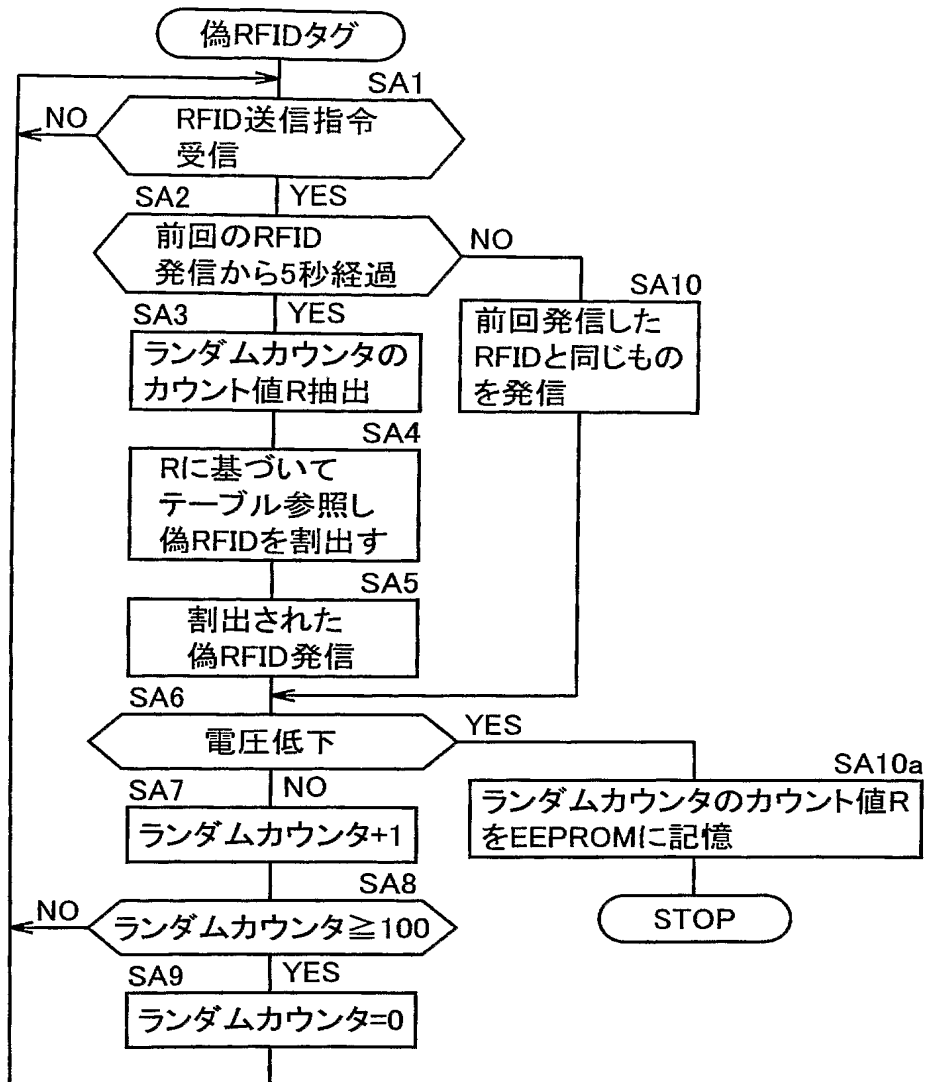 偽RFIDタグ
SA1
NO
RFID送信指令
受信
SA2
YES
前回のRFID
発信から5秒経過
NO
SA3
YES
SA10
ランダムカウンタの
カウント値R抽出
前回発信した
RFIDと同じもの
を発信
SA4
Rに基づいて
テーブル参照し
偽RFIDを割出す
SA5
割出された
偽RFID発信
SA6
電圧低下
YES
SA7
NO
SA10a
ランダムカウンタ+1
ランダムカウンタのカウント値R
をEEPROMに記憶
SA8
NO
ランダムカウンタ≧100
STOP
SA9
YES
ランダムカウンタ=0